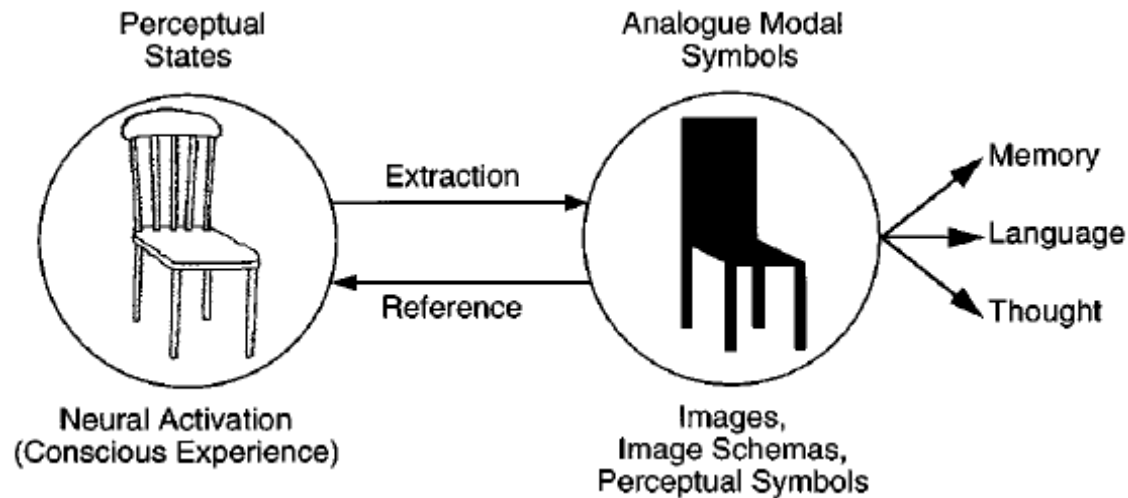 Perceptual
States
Analogue Modal
Symbols
Extraction
Reference
Memory
Language
Thought
Neural Activation
(Conscious Experience)
Images,
Image Schemas,
Perceptual Symbols